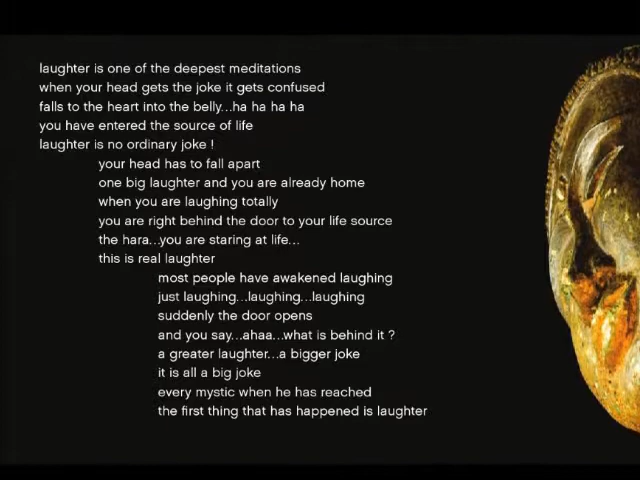 laughter is one of the deepest meditations
when your head gets the joke it gets confused
falls to the heart into the belly...ha ha ha ha
you have entered the source of life
laughter is no ordinary joke !
your head has to fall apart
one big laughter and you are already home
when you are laughing totally
you are right behind the door to your life source
the hara...you are staring at life...
this is real laughter
most people have awakened laughing
just laughing...laughing...laughing
suddenly the door opens
and you say...ahaa...what is behind it ?
a greater laughter...a bigger joke
it is all a big joke
every mystic when he has reached
the first thing that has happened is laughter